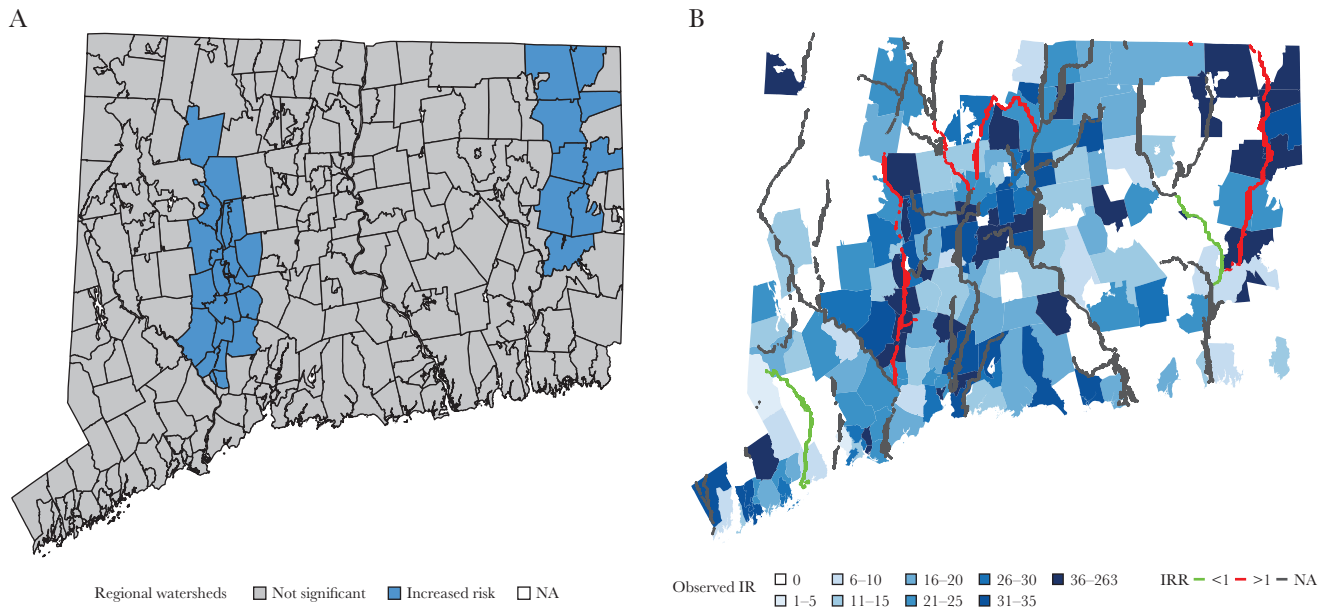 A
B
Regional watersheds Not significant Increased risk NA
Observed IR 0 6–10 16–20 26–30 36–263 IRR <1 >1 NA
1–5 11–15 21–25 31–35